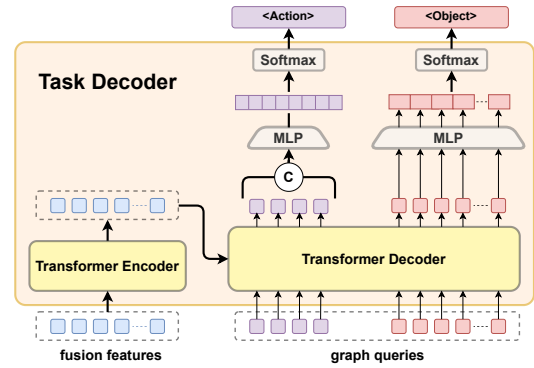 <Action>
<Object>
Softmax
Softmax
Task Decoder
MLP
MLP
C
Transformer Encoder
Transformer Decoder
fusion features
graph queries